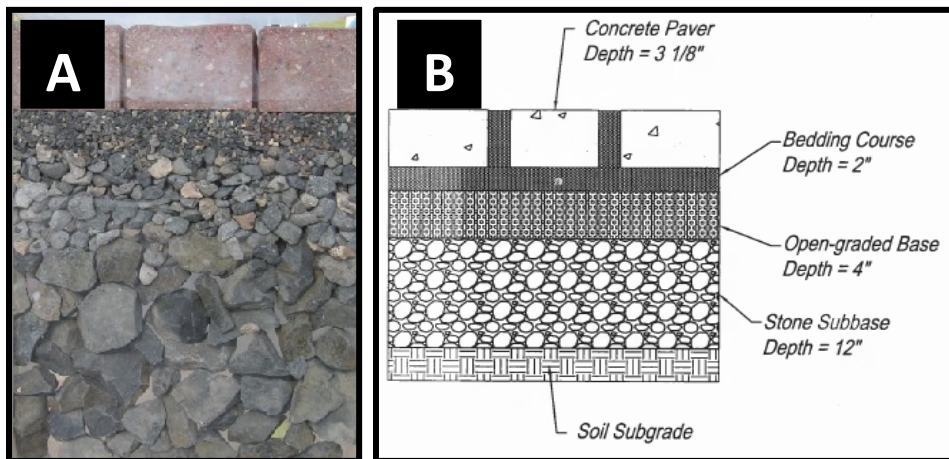 A
B
Concrete Paver
Depth = 3 1/8"
Bedding Course
Depth = 2"
Open-graded Base
Depth = 4"
Stone Subbase
Depth = 12"
Soil Subgrade